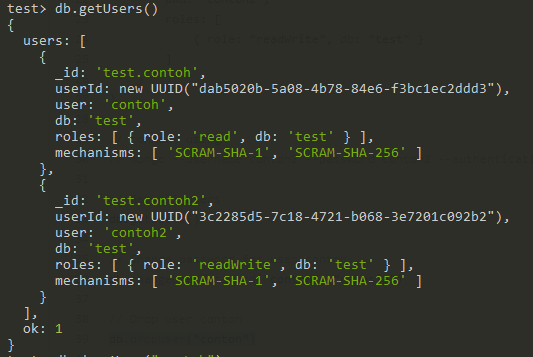 test> db.getUsers()
{
  users: [
    {
      _id: 'test.contoh',
      userId: new UUID("dab5020b-5a08-4b78-84e6-f3bc1ec2ddd3"),
      user: 'contoh',
      db: 'test',
      roles: [ { role: 'read', db: 'test' } ],
      mechanisms: [ 'SCRAM-SHA-1', 'SCRAM-SHA-256' ]
    },
    {
      _id: 'test.contoh2',
      userId: new UUID("3c2285d5-7c18-4721-b068-3e7201c092b2"),
      user: 'contoh2',
      db: 'test',
      roles: [ { role: 'readWrite', db: 'test' } ],
      mechanisms: [ 'SCRAM-SHA-1', 'SCRAM-SHA-256' ]
    }
  ],
  ok: 1
}